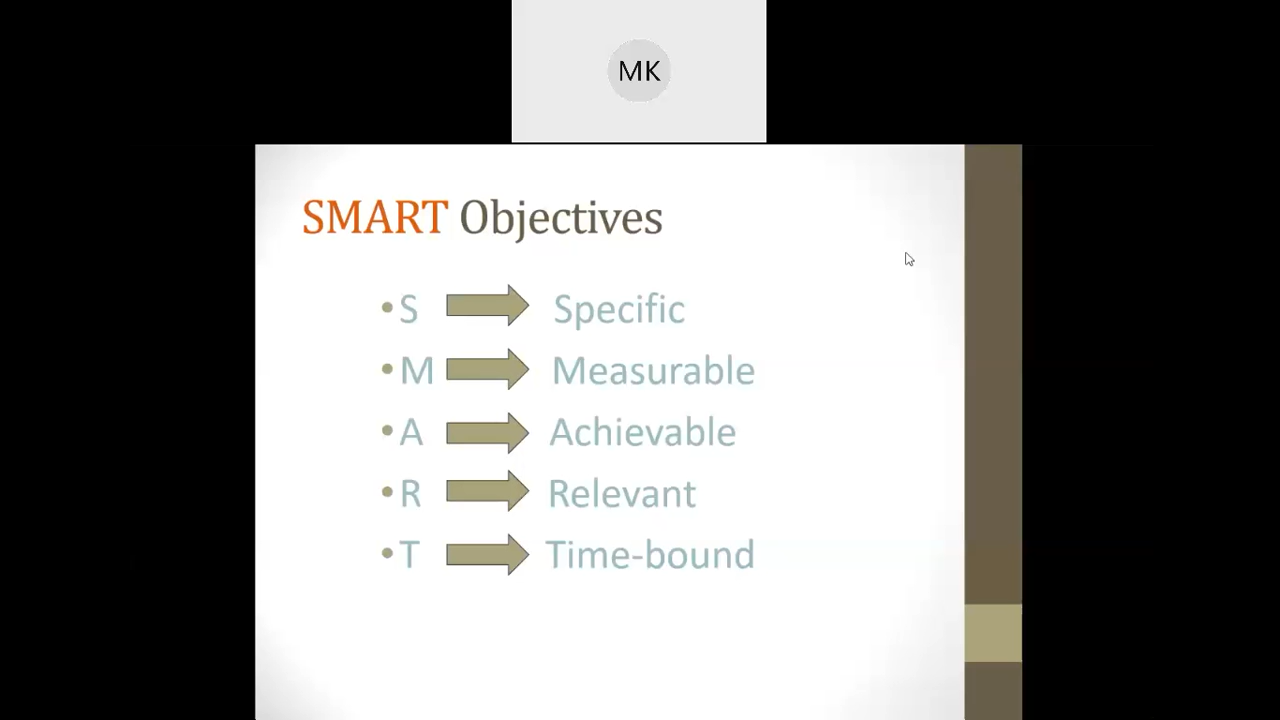 MK
SMART Objectives
• S Specific
• M Measurable
• A Achievable
• R Relevant
• T Time-bound